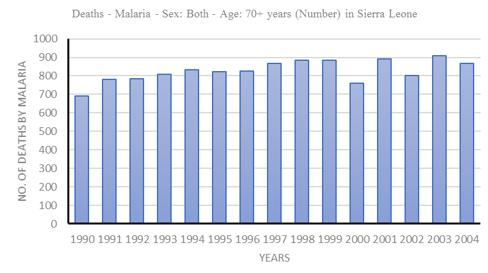 Deaths - Malaria - Sex: Both - Age: 70+ years (Number) in Sierra Leone
NO. OF DEATHS BY MALARIA
1000
900
800
700
600
500
400
300
200
100
0
1990 1991 1992 1993 1994 1995 1996 1997 1998 1999 2000 2001 2002 2003 2004
YEARS